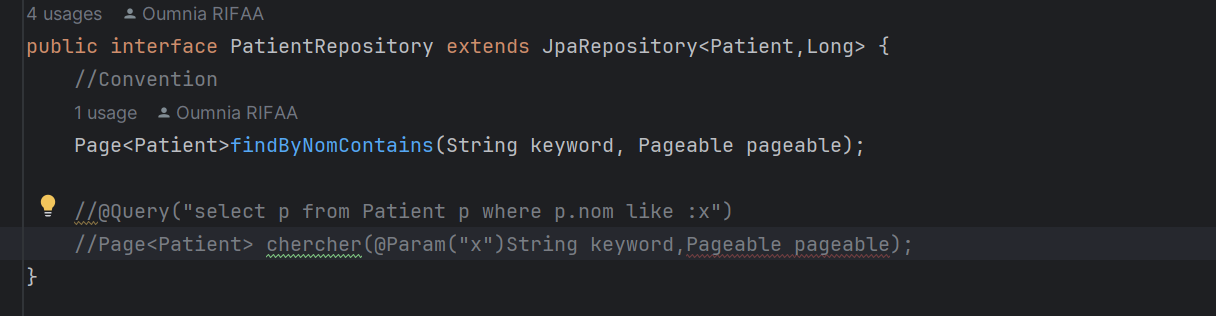 4 usages Oumnia RIFAA
public interface PatientRepository extends JpaRepository<Patient,Long> {
//Convention
1 usage Oumnia RIFAA
Page<Patient>findByNomContains(String keyword, Pageable pageable);
//@Query("select p from Patient p where p.nom like :x")
//Page<Patient> chercher(@Param("x")String keyword,Pageable pageable);
}